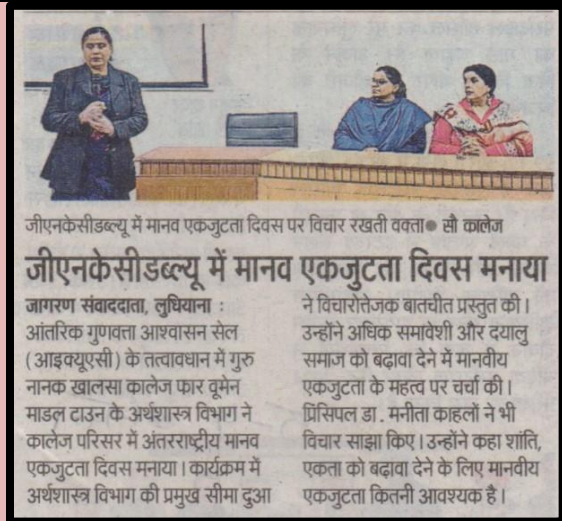 जीएनकेसीडब्ल्यू में मानव एकजुटता दिवस पर विचार रखती वक्ता● सौ कालेज
जीएनकेसीडब्ल्यू में मानव एकजुटता दिवस मनाया
जागरण संवाददाता, लुधियाना :
आंतरिक गुणवत्ता आश्वासन सेल
(आइक्यूएसी) के तत्वावधान में गुरु
नानक खालसा कालेज फार वूमेन
माडल टाउन के अर्थशास्त्र विभाग ने
कालेज परिसर में अंतरराष्ट्रीय मानव
एकजुटता दिवस मनाया। कार्यक्रम में
अर्थशास्त्र विभाग की प्रमुख सीमा दुआ
ने विचारोत्तेजक बातचीत प्रस्तुत की।
उन्होंने अधिक समावेशी और दयालु
समाज को बढ़ावा देने में मानवीय
एकजुटता के महत्व पर चर्चा की।
प्रिंसिपल डा. मनीता काहलों ने भी
विचार साझा किए। उन्होंने कहा शांति,
एकता को बढ़ावा देने के लिए मानवीय
एकजुटता कितनी आवश्यक है।